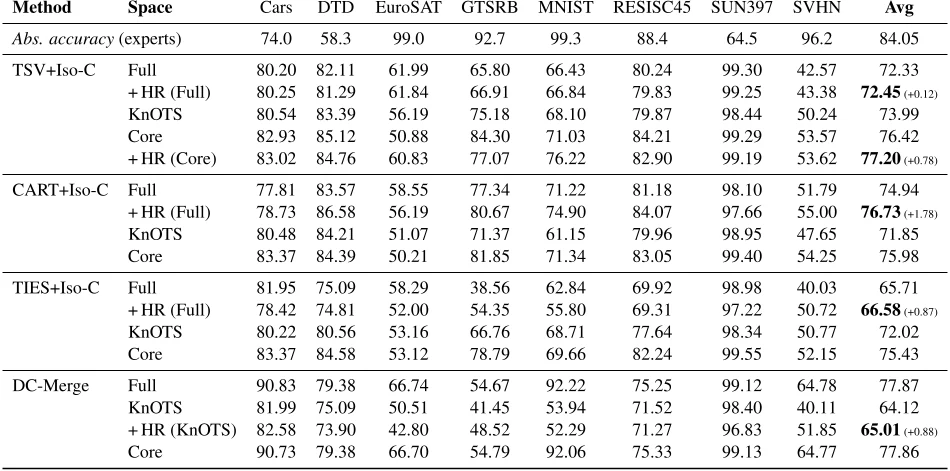 Method Space Cars DTD EuroSAT GTSRB MNIST RESISC45 SUN397 SVHN Avg
Abs. accuracy (experts) 74.0 58.3 99.0 92.7 99.3 88.4 64.5 96.2 84.05
TSV+Iso-C Full 80.20 82.11 61.99 65.80 66.43 80.24 99.30 42.57 72.33
+ HR (Full) 80.25 81.29 61.84 66.91 66.84 79.83 99.25 43.38 72.45 (+0.12)
KnOTS 80.54 83.39 56.19 75.18 68.10 79.87 98.44 50.24 73.99
Core 82.93 85.12 50.88 84.30 71.03 84.21 99.29 53.57 76.42
+ HR (Core) 83.02 84.76 60.83 77.07 76.22 82.90 99.19 53.62 77.20 (+0.78)
CART+Iso-C Full 77.81 83.57 58.55 77.34 71.22 81.18 98.10 51.79 74.94
+ HR (Full) 78.73 86.58 56.19 80.67 74.90 84.07 97.66 55.00 76.73 (+1.78)
KnOTS 80.48 84.21 51.07 71.37 61.15 79.96 98.95 47.65 71.85
Core 83.37 84.39 50.21 81.85 71.34 83.05 99.40 54.25 75.98
TIES+Iso-C Full 81.95 75.09 58.29 38.56 62.84 69.92 98.98 40.03 65.71
+ HR (Full) 78.42 74.81 52.00 54.35 55.80 69.31 97.22 50.72 66.58 (+0.87)
KnOTS 80.22 80.56 53.16 66.76 68.71 77.64 98.34 50.77 72.02
Core 83.37 84.58 53.12 78.79 69.66 82.24 99.55 52.15 75.43
DC-Merge Full 90.83 79.38 66.74 54.67 92.22 75.25 99.12 64.78 77.87
KnOTS 81.99 75.09 50.51 41.45 53.94 71.52 98.40 40.11 64.12
+ HR (KnOTS) 82.58 73.90 42.80 48.52 52.29 71.27 96.83 51.85 65.01 (+0.88)
Core 90.73 79.38 66.70 54.79 92.06 75.33 99.13 64.77 77.86